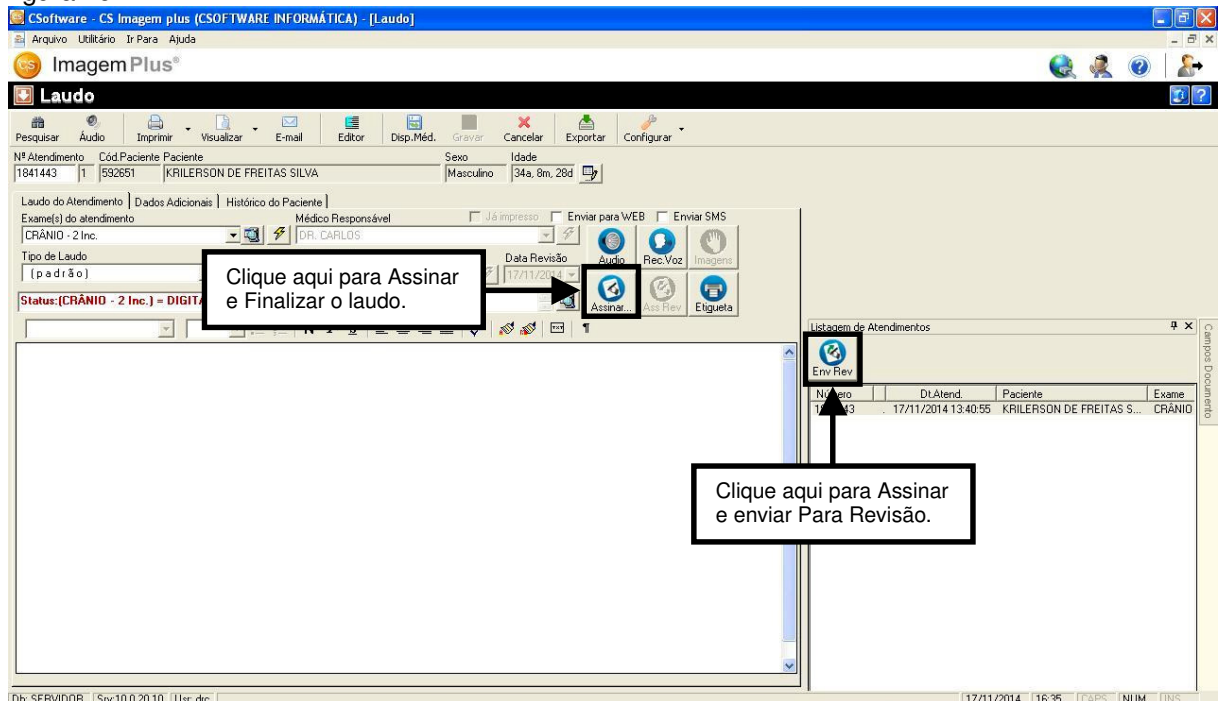 CSoftware - CS Imagem plus (CSOFTWARE INFORMÁTICA) - [Laudo]
Arquivo Utilitário Ir Para Ajuda
CS ImagemPlus®
Laudo
Pesquisar Áudio Imprimir Visualizar E-mail Editor Disp.Méd. Gravar Cancelar Exportar Configurar
Nº Atendimento Cód.Paciente Paciente Sexo Idade
1841443 1 592651 KRILERSON DE FREITAS SILVA Masculino 34a, 8m, 28d
Laudo do Atendimento Dados Adicionais Histórico do Paciente
Exame(s) do atendimento Médico Responsável Já impresso Enviar para WEB Enviar SMS
CRÂNIO - 2 Inc. DR. CARLOS
Audio Rec.Voz Imagens
Tipo de Laudo Data Revisão
(padrão) 17/11/2014
Clique aqui para Assinar
e Finalizar o laudo.
Status:(CRÂNIO - 2 Inc.) = DIGITA
Assinar... Ass Rev Etiqueta
Listagem de Atendimentos
Env Rev
Número Dt.Atend. Paciente Exame
17/11/2014 13:40:55 KRILERSON DE FREITAS S... CRÂNIO
Campos Documento
Clique aqui para Assinar
e enviar Para Revisão.
Db: SERVIDOR Srv:10.0.20.10 Usr: drc 17/11/2014 16:35 CAPS NUM INS